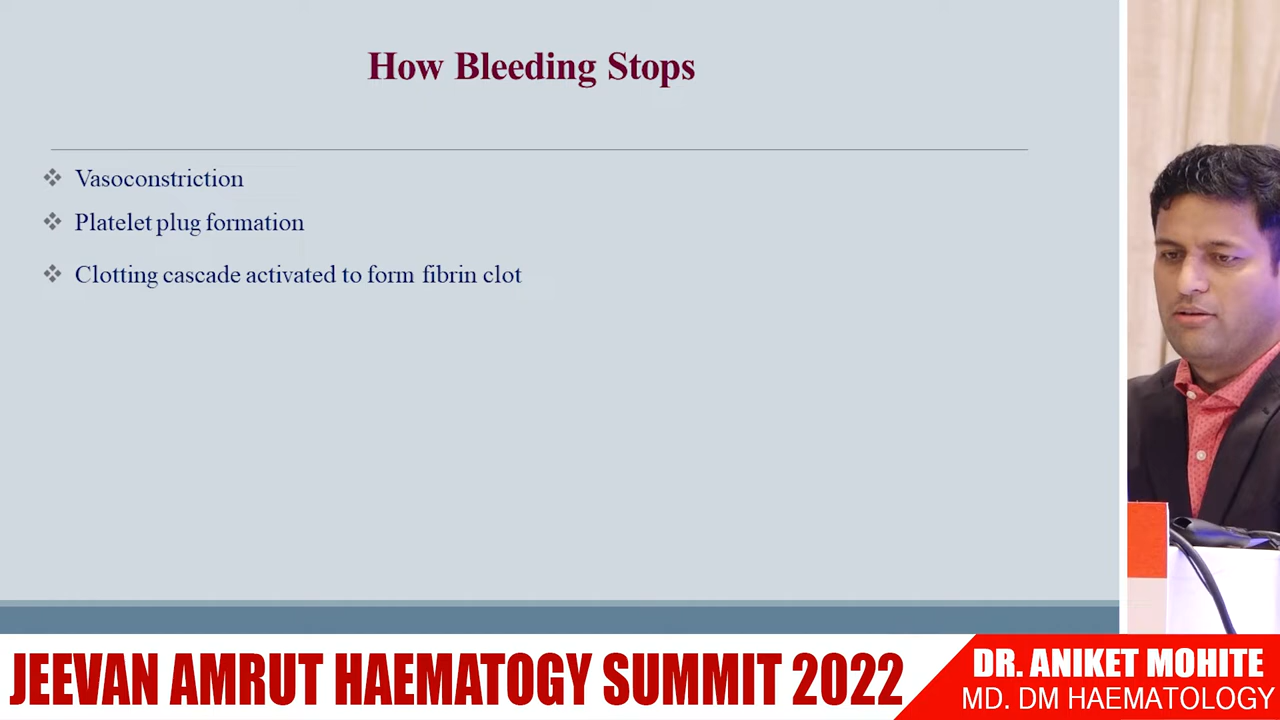 How Bleeding Stops
Vasoconstriction
Platelet plug formation
Clotting cascade activated to form fibrin clot
JEEVAN AMRUT HAEMATOGY SUMMIT 2022
DR. ANIKET MOHITE
MD. DM HAEMATOLOGY